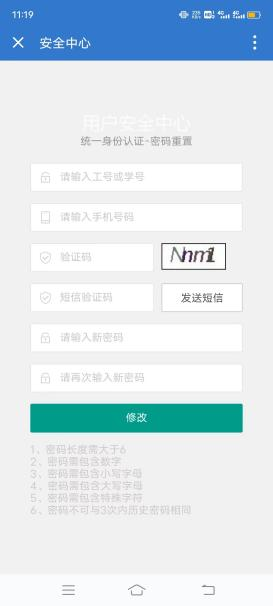 11:19
安全中心
用户安全中心
统一身份认证-密码重置
请输入工号或学号
请输入手机号码
验证码
短信验证码
发送短信
请输入新密码
请再次输入新密码
修改
1、密码长度需大于6
2、密码需包含数字
3、密码需包含小写字母
4、密码需包含大写字母
5、密码需包含特殊字符
6、密码不可与3次内历史密码相同